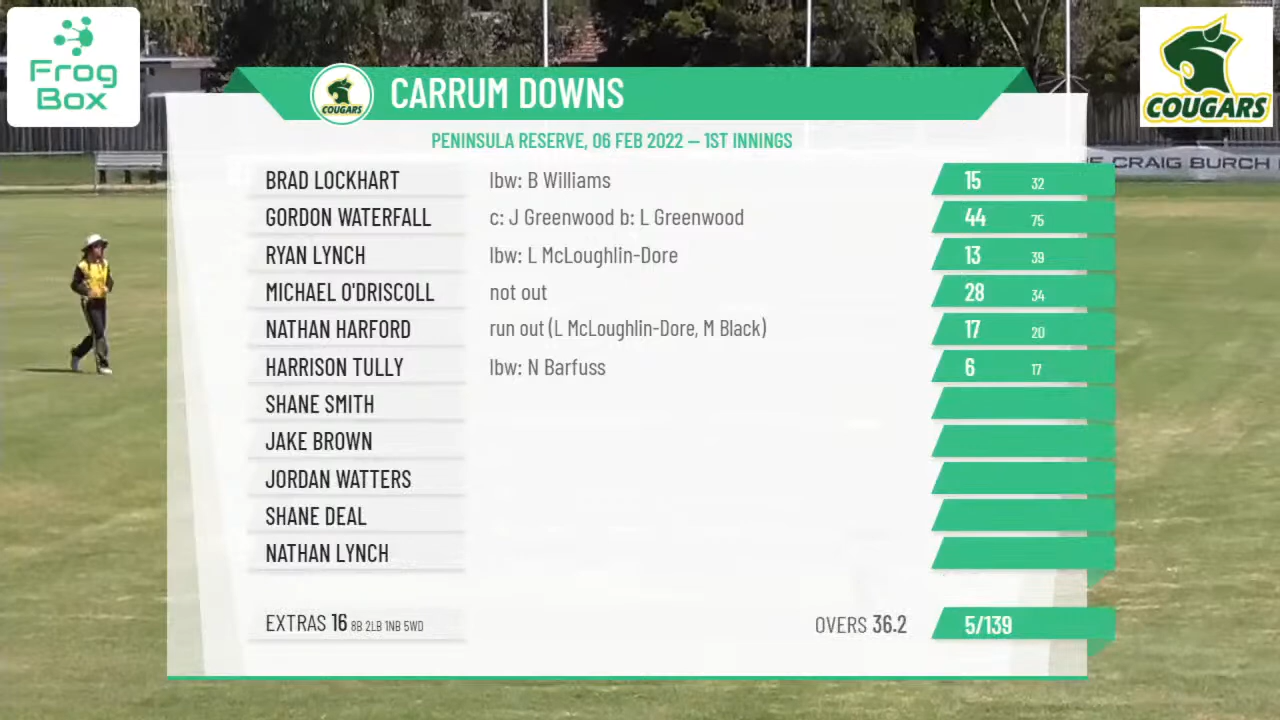 Frog
Box
COUGARS
COUGARS
CARRUM DOWNS
PENINSULA RESERVE, 06 FEB 2022 – 1ST INNINGS
CRAIG BURCH
BRAD LOCKHART lbw: B Williams 15 32
GORDON WATERFALL c: J Greenwood b: L Greenwood 44 75
RYAN LYNCH lbw: L McLoughlin-Dore 13 39
MICHAEL O'DRISCOLL not out 28 34
NATHAN HARFORD run out (L McLoughlin-Dore, M Black) 17 20
HARRISON TULLY lbw: N Barfuss 6 17
SHANE SMITH
JAKE BROWN
JORDAN WATTERS
SHANE DEAL
NATHAN LYNCH
EXTRAS 16 8B 2LB 1NB 5WD OVERS 36.2 5/139